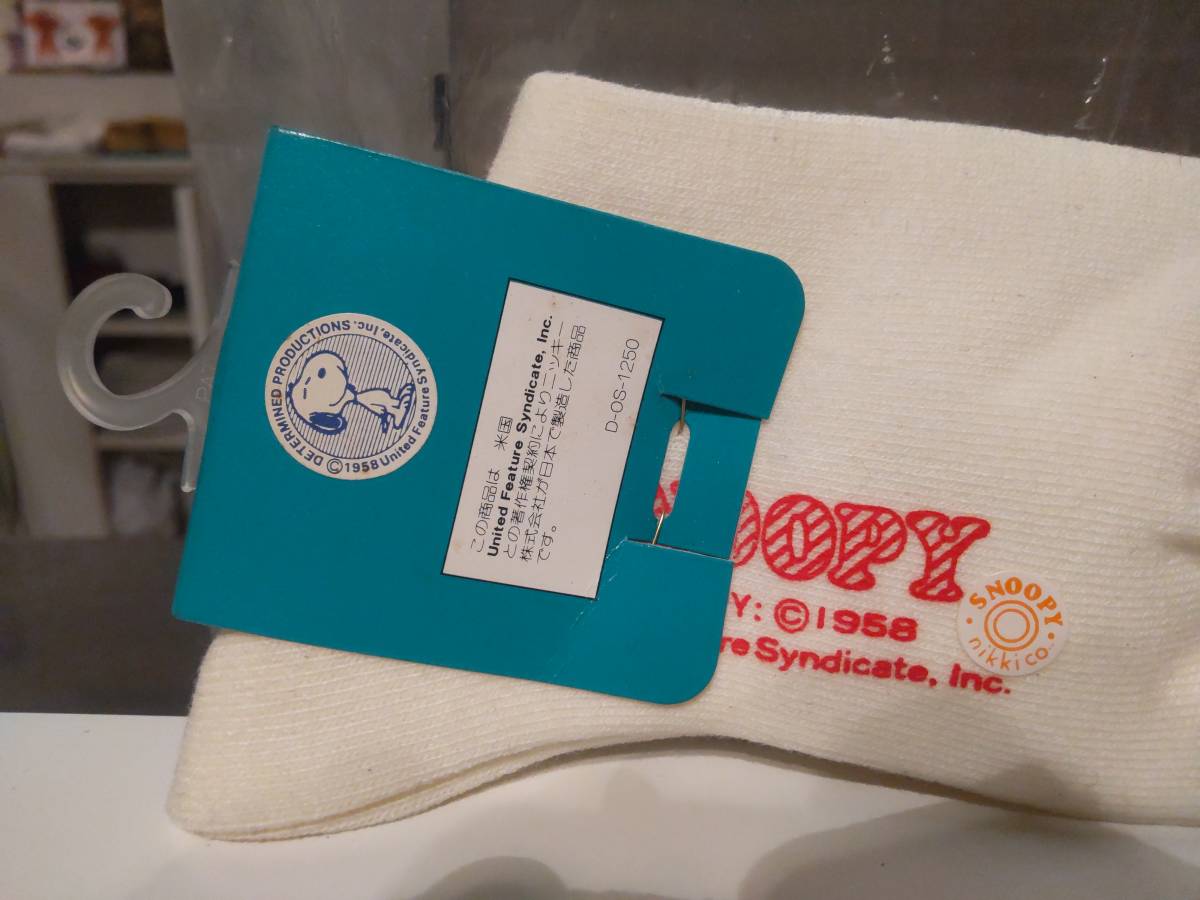 DETERMINED PRODUCTIONS
©1958 United Feature Syndicate, Inc.
この商品は　米国
United Feature Syndicate, Inc.
との著作権契約によりニッキー
株式会社が日本で製造した商品
です。
D-OS-1250
OOPY
Y: ©1958
re Syndicate, Inc.
SNOOPY
nikki co.